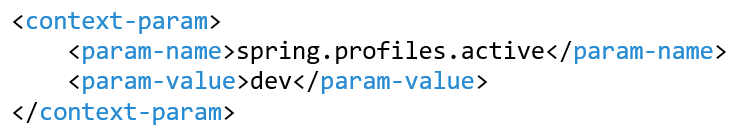 <context-param>
    <param-name>spring.profiles.active</param-name>
    <param-value>dev</param-value>
</context-param>